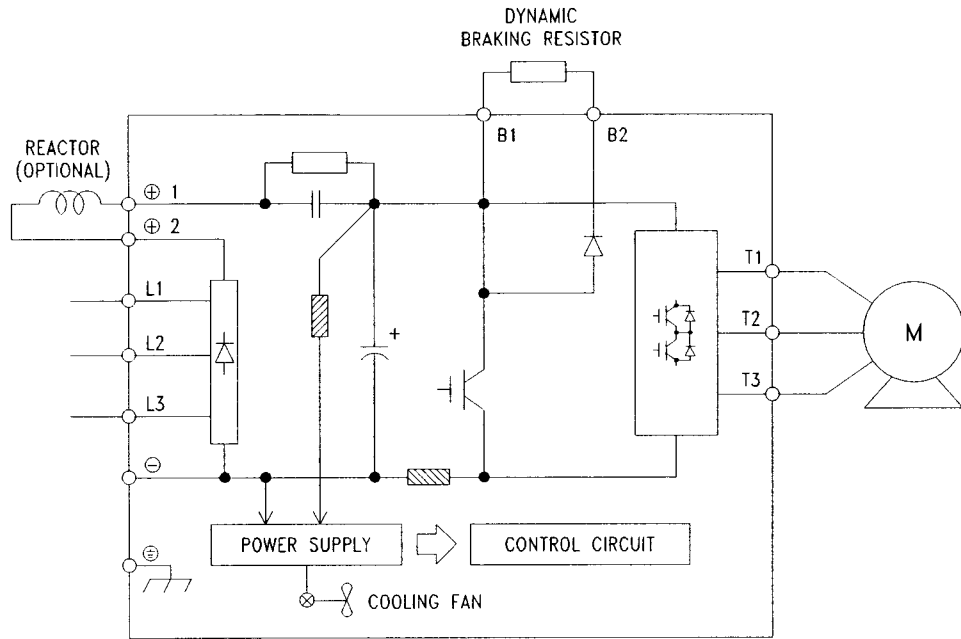 DYNAMIC
BRAKING RESISTOR
B1
B2
REACTOR
(OPTIONAL)
⊕ 1
⊕ 2
L1
L2
L3
⊖
T1
T2
T3
M
+
POWER SUPPLY
CONTROL CIRCUIT
COOLING FAN